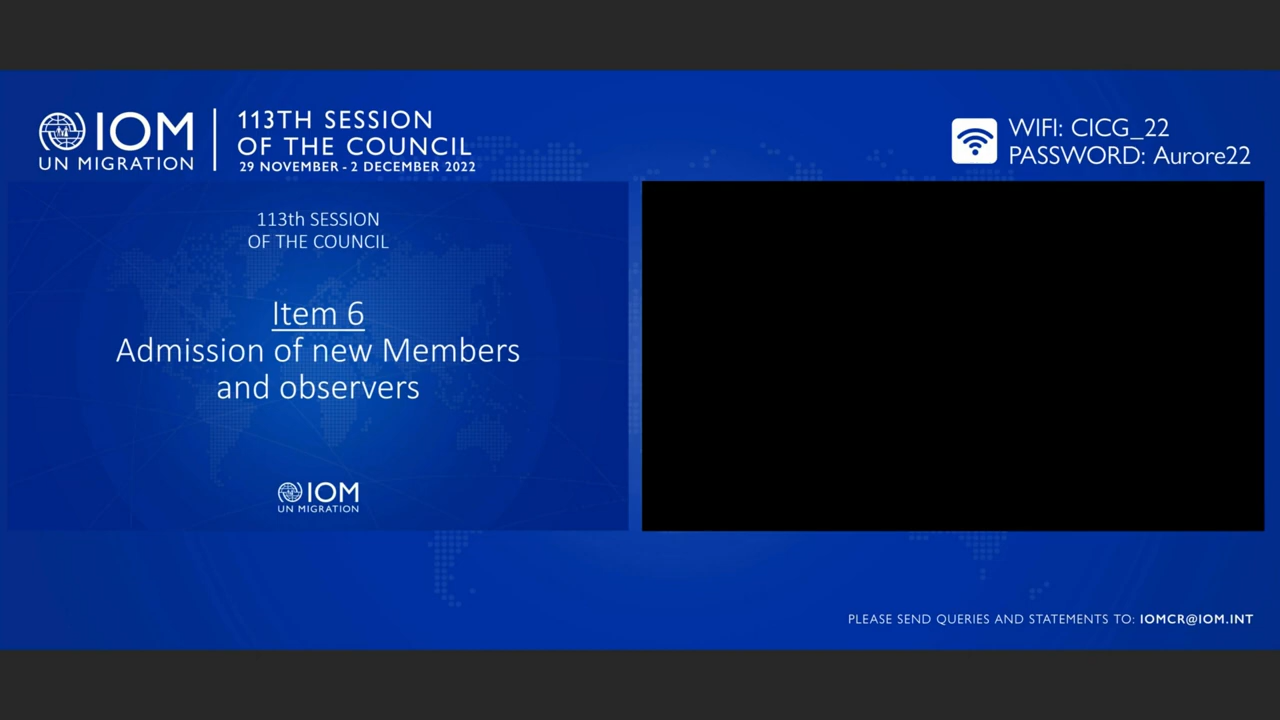 IOM
UN MIGRATION
113TH SESSION
OF THE COUNCIL
29 NOVEMBER - 2 DECEMBER 2022
WIFI: CICG_22
PASSWORD: Aurore22
113th SESSION
OF THE COUNCIL
Item 6
Admission of new Members
and observers
IOM
UN MIGRATION
PLEASE SEND QUERIES AND STATEMENTS TO: IOMCR@IOM.INT